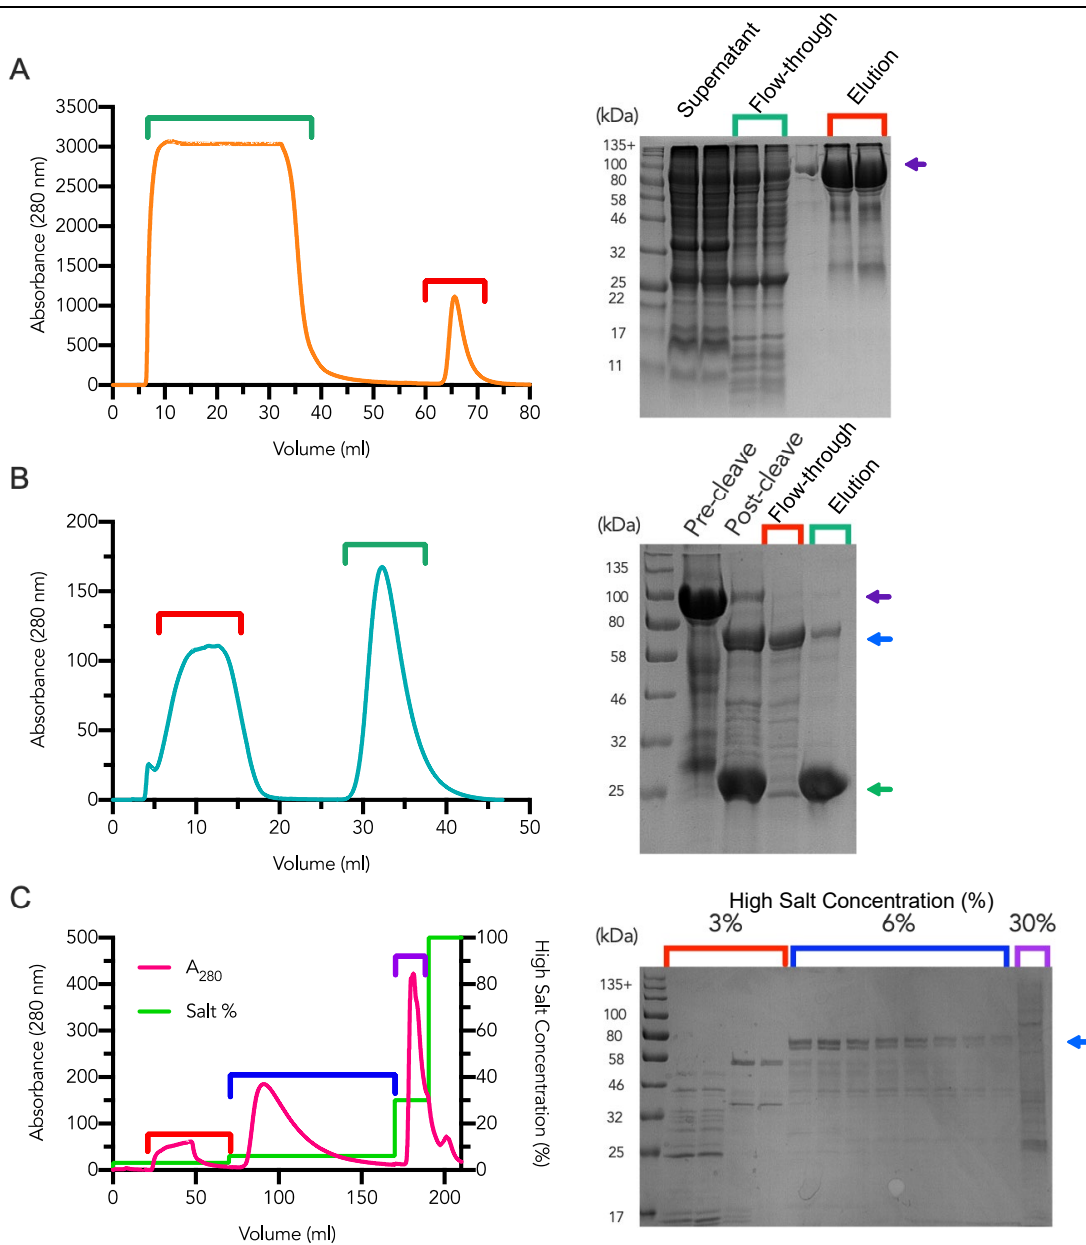 A
3500
3000
2500
2000
1500
1000
500
0
Absorbance (280 nm)
0 10 20 30 40 50 60 70 80
Volume (ml)
Supernatant
Flow-through
Elution
(kDa)
135+
100
80
58
46
32
25
22
17
11
B
200
150
100
50
0
Absorbance (280 nm)
0 10 20 30 40 50
Volume (ml)
Pre-cleave
Post-cleave
Flow-through
Elution
(kDa)
135
100
80
58
46
32
25
C
500
400
300
200
100
0
Absorbance (280 nm)
A280
Salt %
100
80
60
40
20
0
High Salt Concentration (%)
0 50 100 150 200
Volume (ml)
High Salt Concentration (%)
3% 6% 30%
(kDa)
135+
100
80
58
46
32
25
17